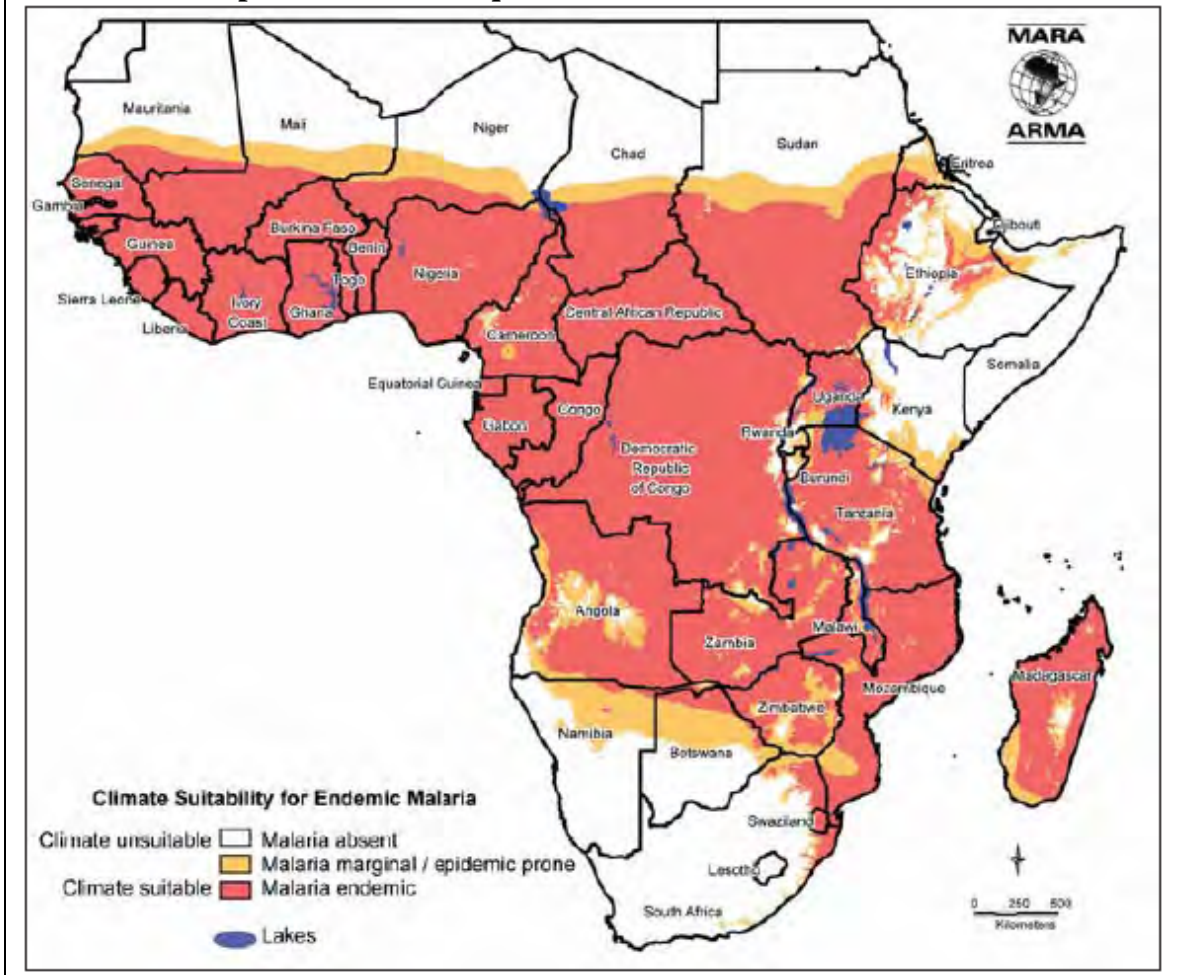 MARA
ARMA
Mauritania
Mali
Niger
Chad
Sudan
Eritrea
Senegal
Gambia
Djibouti
Burkina Faso
Guinea
Benin
Nigeria
Ethiopia
Togo
Sierra Leone
Ivory
Coast
Ghana
Central African Republic
Liberia
Cameroon
Somalia
Equatorial Guinea
Uganda
Kenya
Congo
Gabon
Rwanda
Democratic
Republic
of Congo
Burundi
Tanzania
Angola
Malawi
Zambia
Madagascar
Mozambique
Zimbabwe
Namibia
Botswana
Climate Suitability for Endemic Malaria
Swaziland
Climate unsuitable Malaria absent
Malaria marginal / epidemic prone
Climate suitable Malaria endemic
Lesotho
South Africa
Lakes
0 250 500
Kilometers